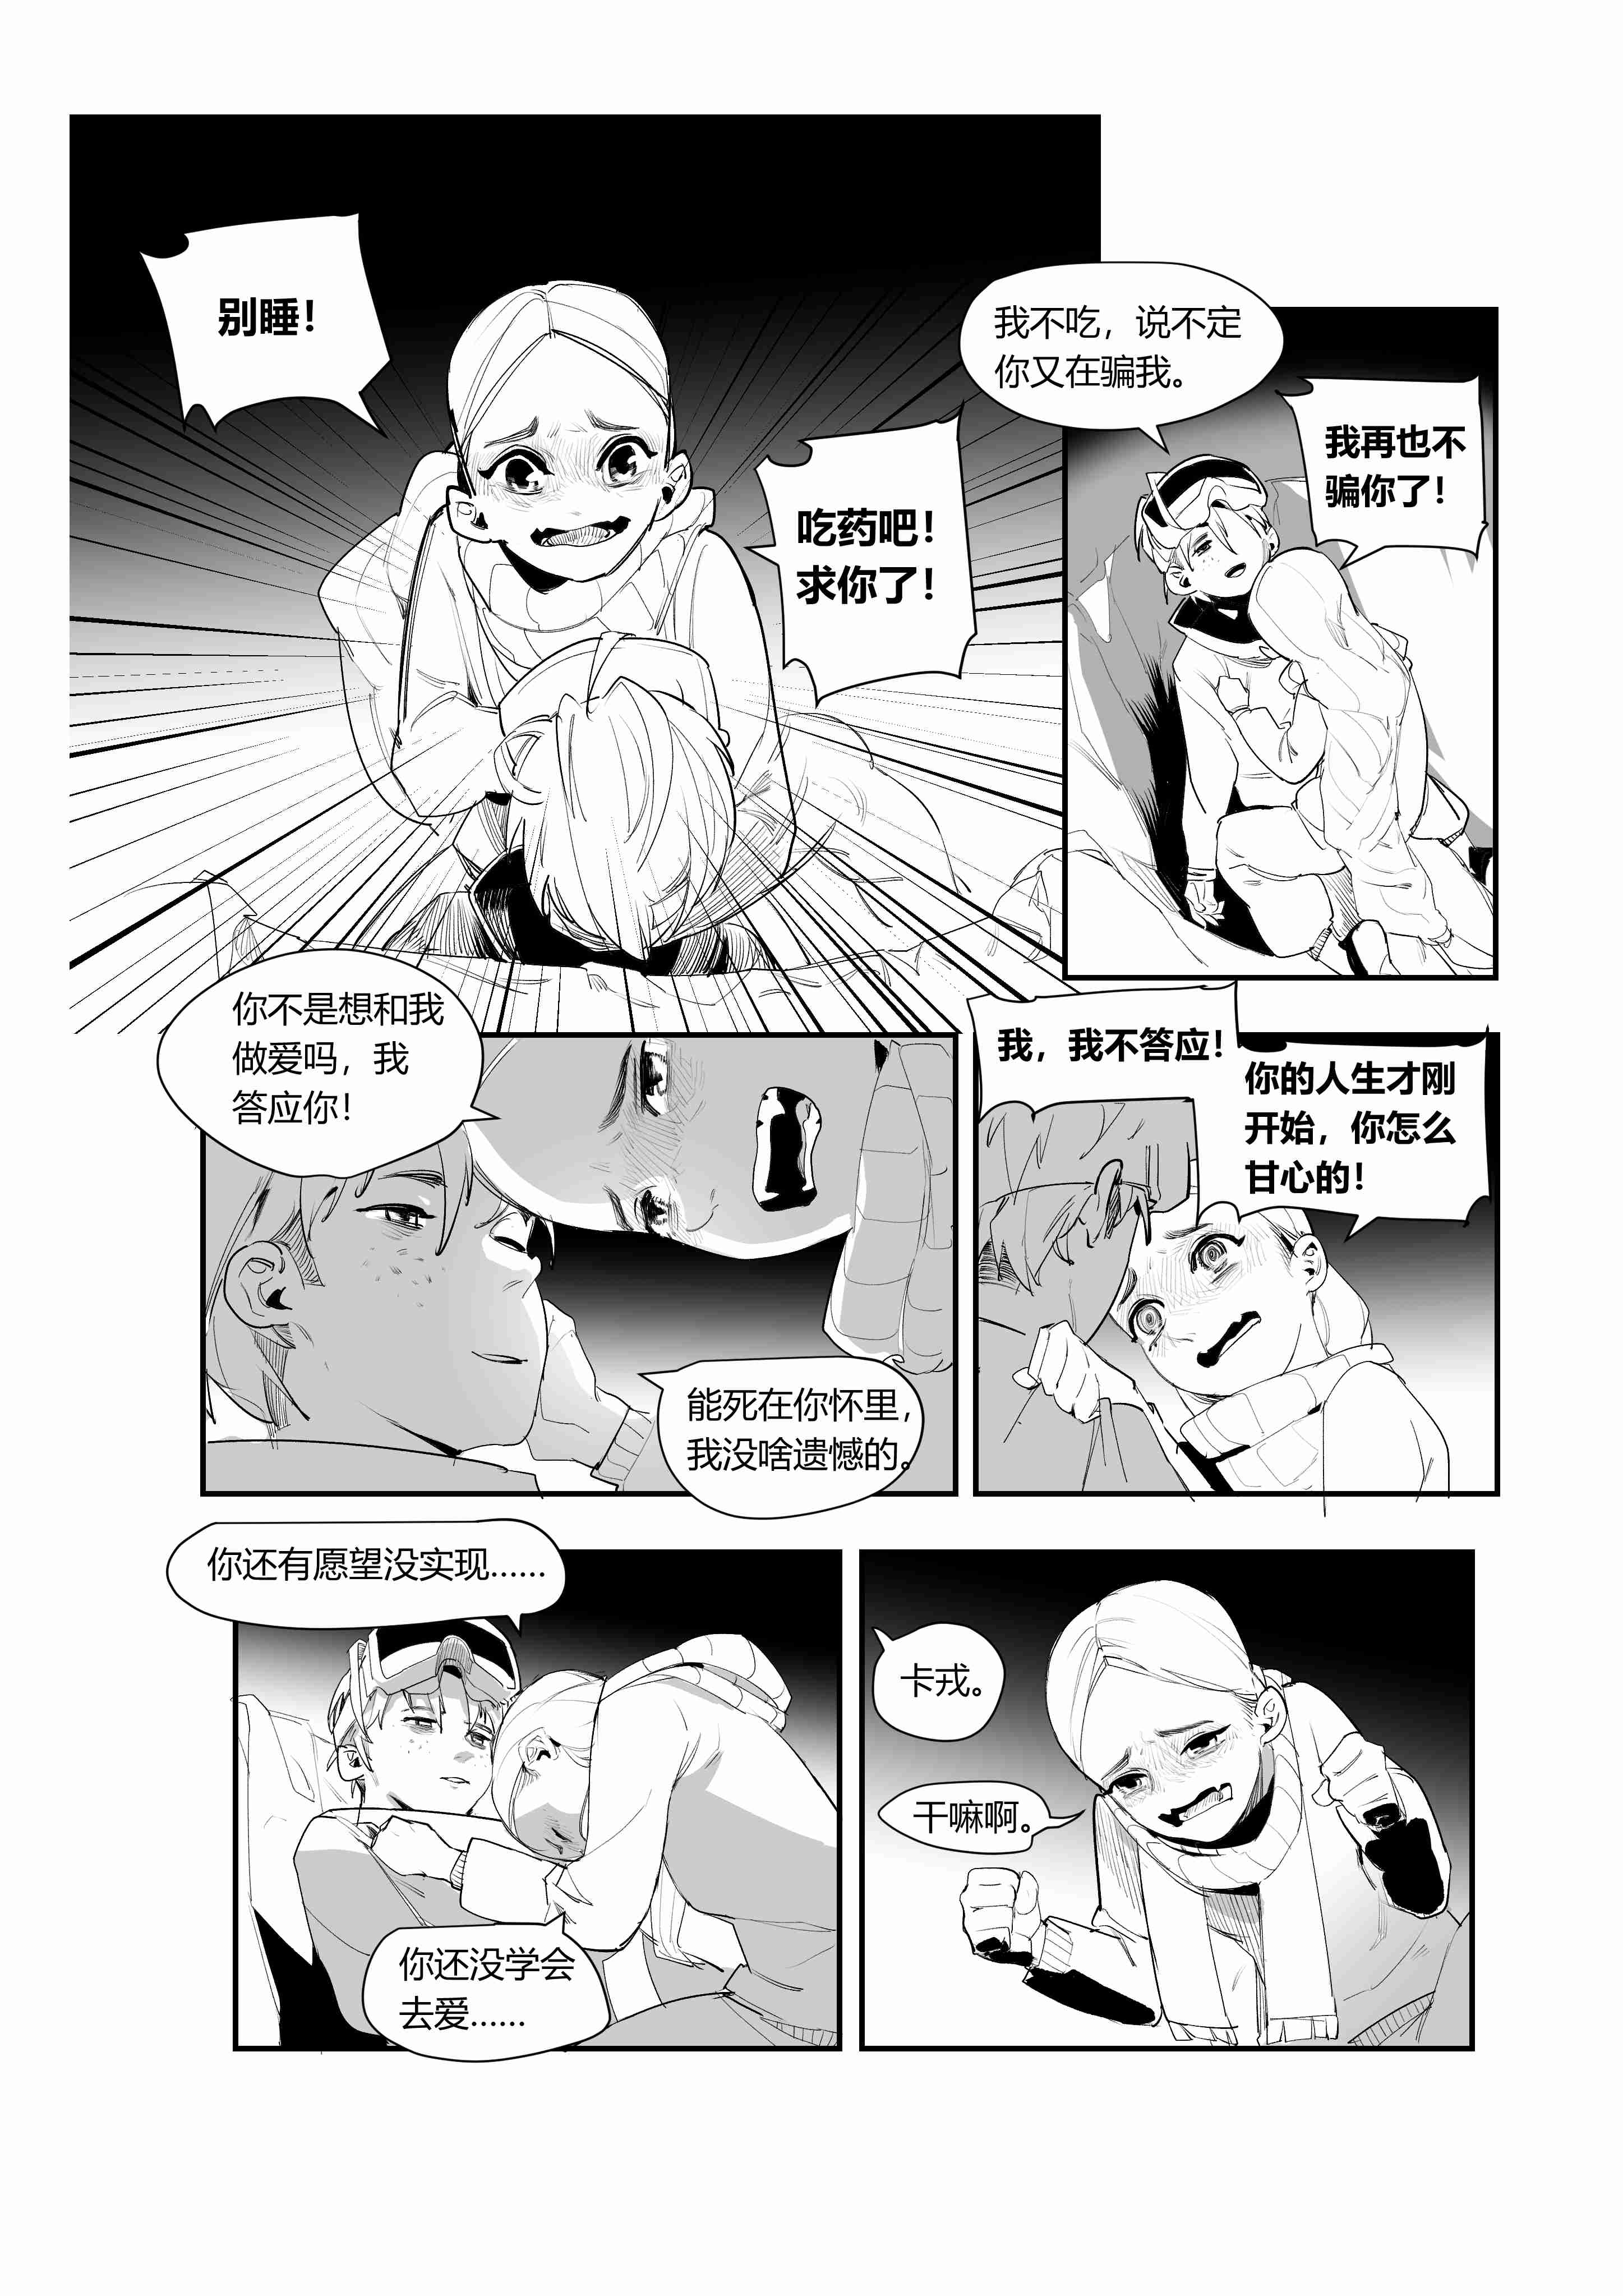 别睡！
吃药吧！
求你了！
我不吃，说不定
你又在骗我。
我再也不
骗你了！
你不是想和我
做爱吗，我
答应你！
能死在你怀里，
我没啥遗憾的。
我，我不答应！
你的人生才刚
开始，你怎么
甘心的！
你还有愿望没实现……
你还没学会
去爱……
卡戎。
干嘛啊。